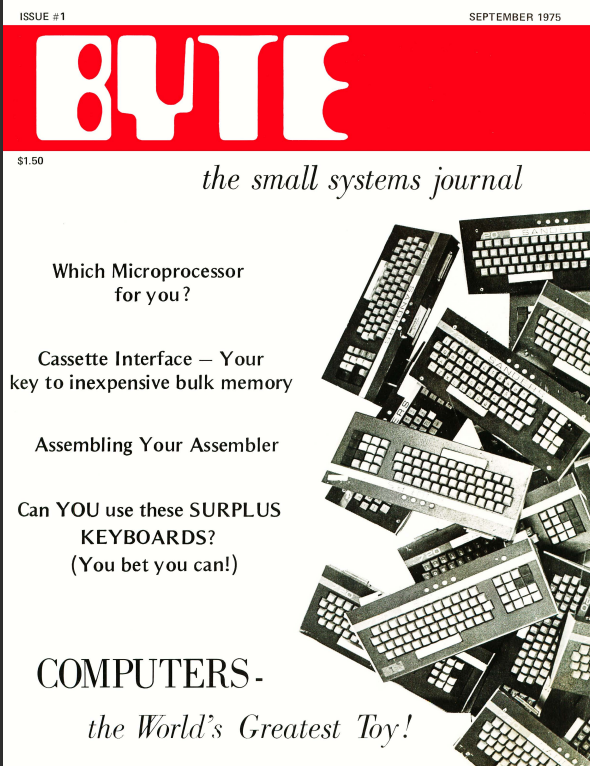 ISSUE #1
SEPTEMBER 1975
BYTE
$1.50
the small systems journal
Which Microprocessor
for you?
Cassette Interface — Your
key to inexpensive bulk memory
Assembling Your Assembler
Can YOU use these SURPLUS
KEYBOARDS?
(You bet you can!)
COMPUTERS-
the World's Greatest Toy!
SANDERS